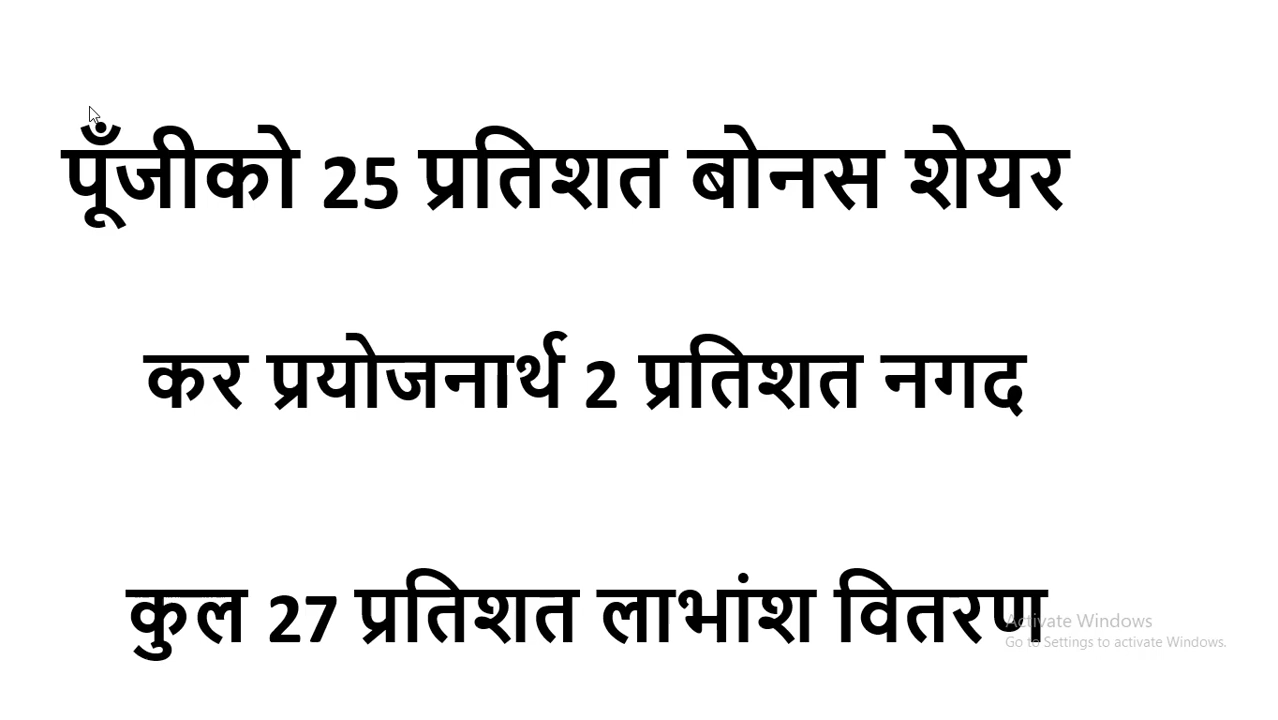 पूँजीको 25 प्रतिशत बोनस शेयर
कर प्रयोजनार्थ 2 प्रतिशत नगद
कुल 27 प्रतिशत लाभांश वितरण
Activate Windows
Go to Settings to activate Windows.